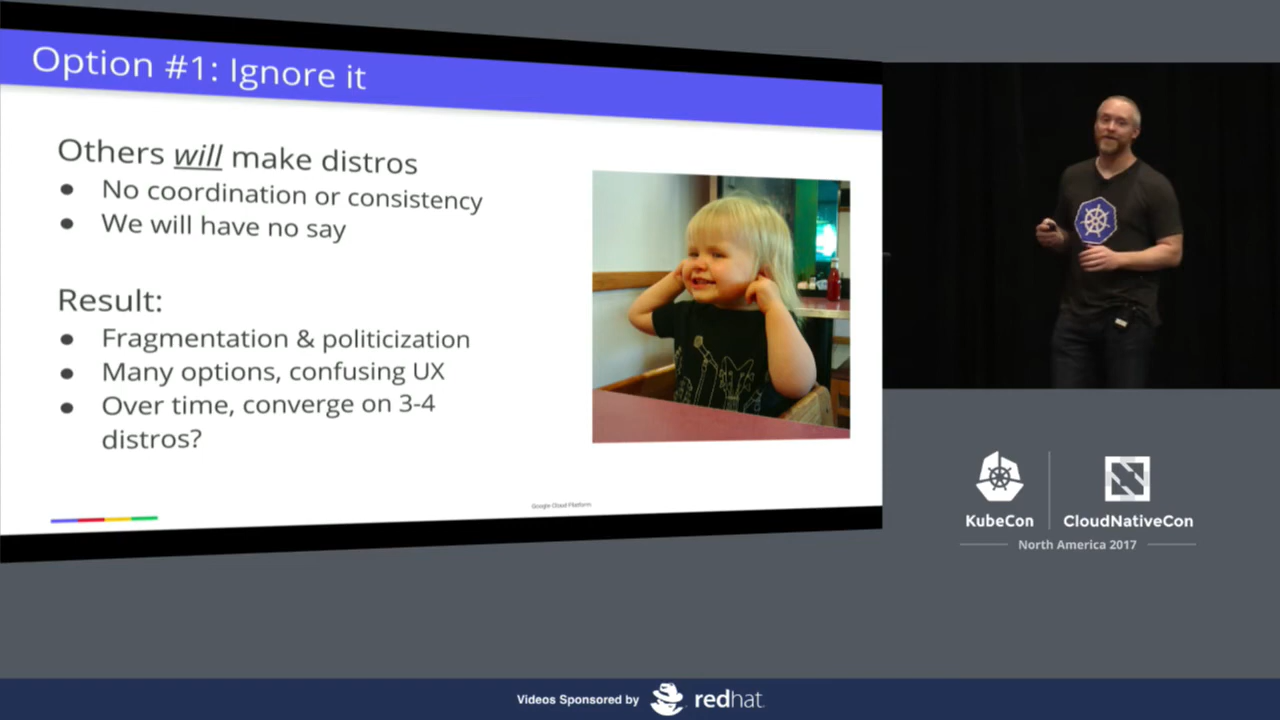 Option #1: Ignore it
Others will make distros
● No coordination or consistency
● We will have no say
Result:
● Fragmentation & politicization
● Many options, confusing UX
● Over time, converge on 3-4
distros?
Google Cloud Platform
KubeCon
CloudNativeCon
North America 2017
Videos Sponsored by
redhat.